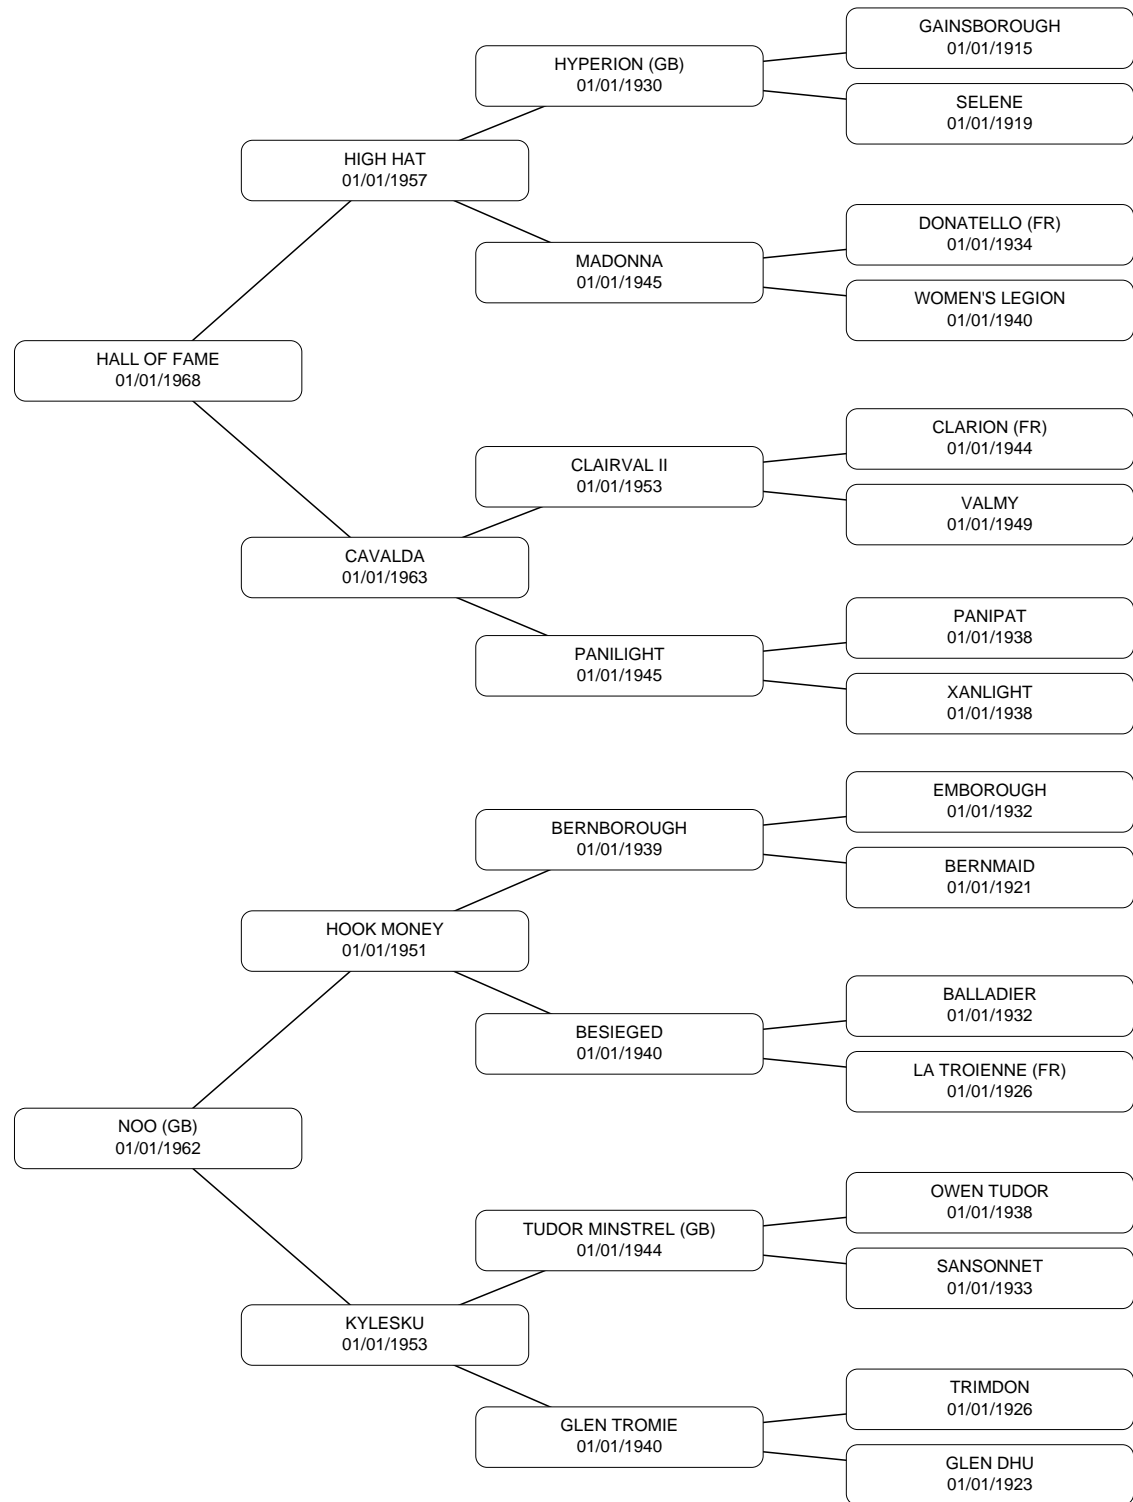 GAINSBOROUGH
01/01/1915
HYPERION (GB)
01/01/1930
SELENE
01/01/1919
HIGH HAT
01/01/1957
DONATELLO (FR)
01/01/1934
MADONNA
01/01/1945
WOMEN'S LEGION
01/01/1940
HALL OF FAME
01/01/1968
CLARION (FR)
01/01/1944
CLAIRVAL II
01/01/1953
VALMY
01/01/1949
CAVALDA
01/01/1963
PANIPAT
01/01/1938
PANILIGHT
01/01/1945
XANLIGHT
01/01/1938
EMBOROUGH
01/01/1932
BERNBOROUGH
01/01/1939
BERNMAID
01/01/1921
HOOK MONEY
01/01/1951
BALLADIER
01/01/1932
BESIEGED
01/01/1940
LA TROIENNE (FR)
01/01/1926
NOO (GB)
01/01/1962
OWEN TUDOR
01/01/1938
TUDOR MINSTREL (GB)
01/01/1944
SANSONNET
01/01/1933
KYLESKU
01/01/1953
TRIMDON
01/01/1926
GLEN TROMIE
01/01/1940
GLEN DHU
01/01/1923